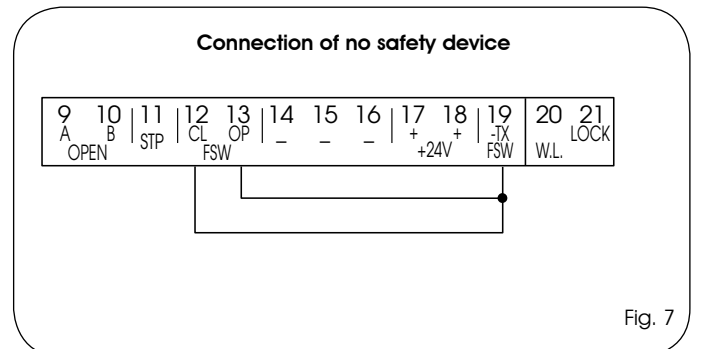 Connection of no safety device
9 10 11 12 13 14 15 16 17 18 19 20 21
A B STP CL OP – – – + + -TX W.L. LOCK
OPEN FSW +24V FSW
Fig. 7